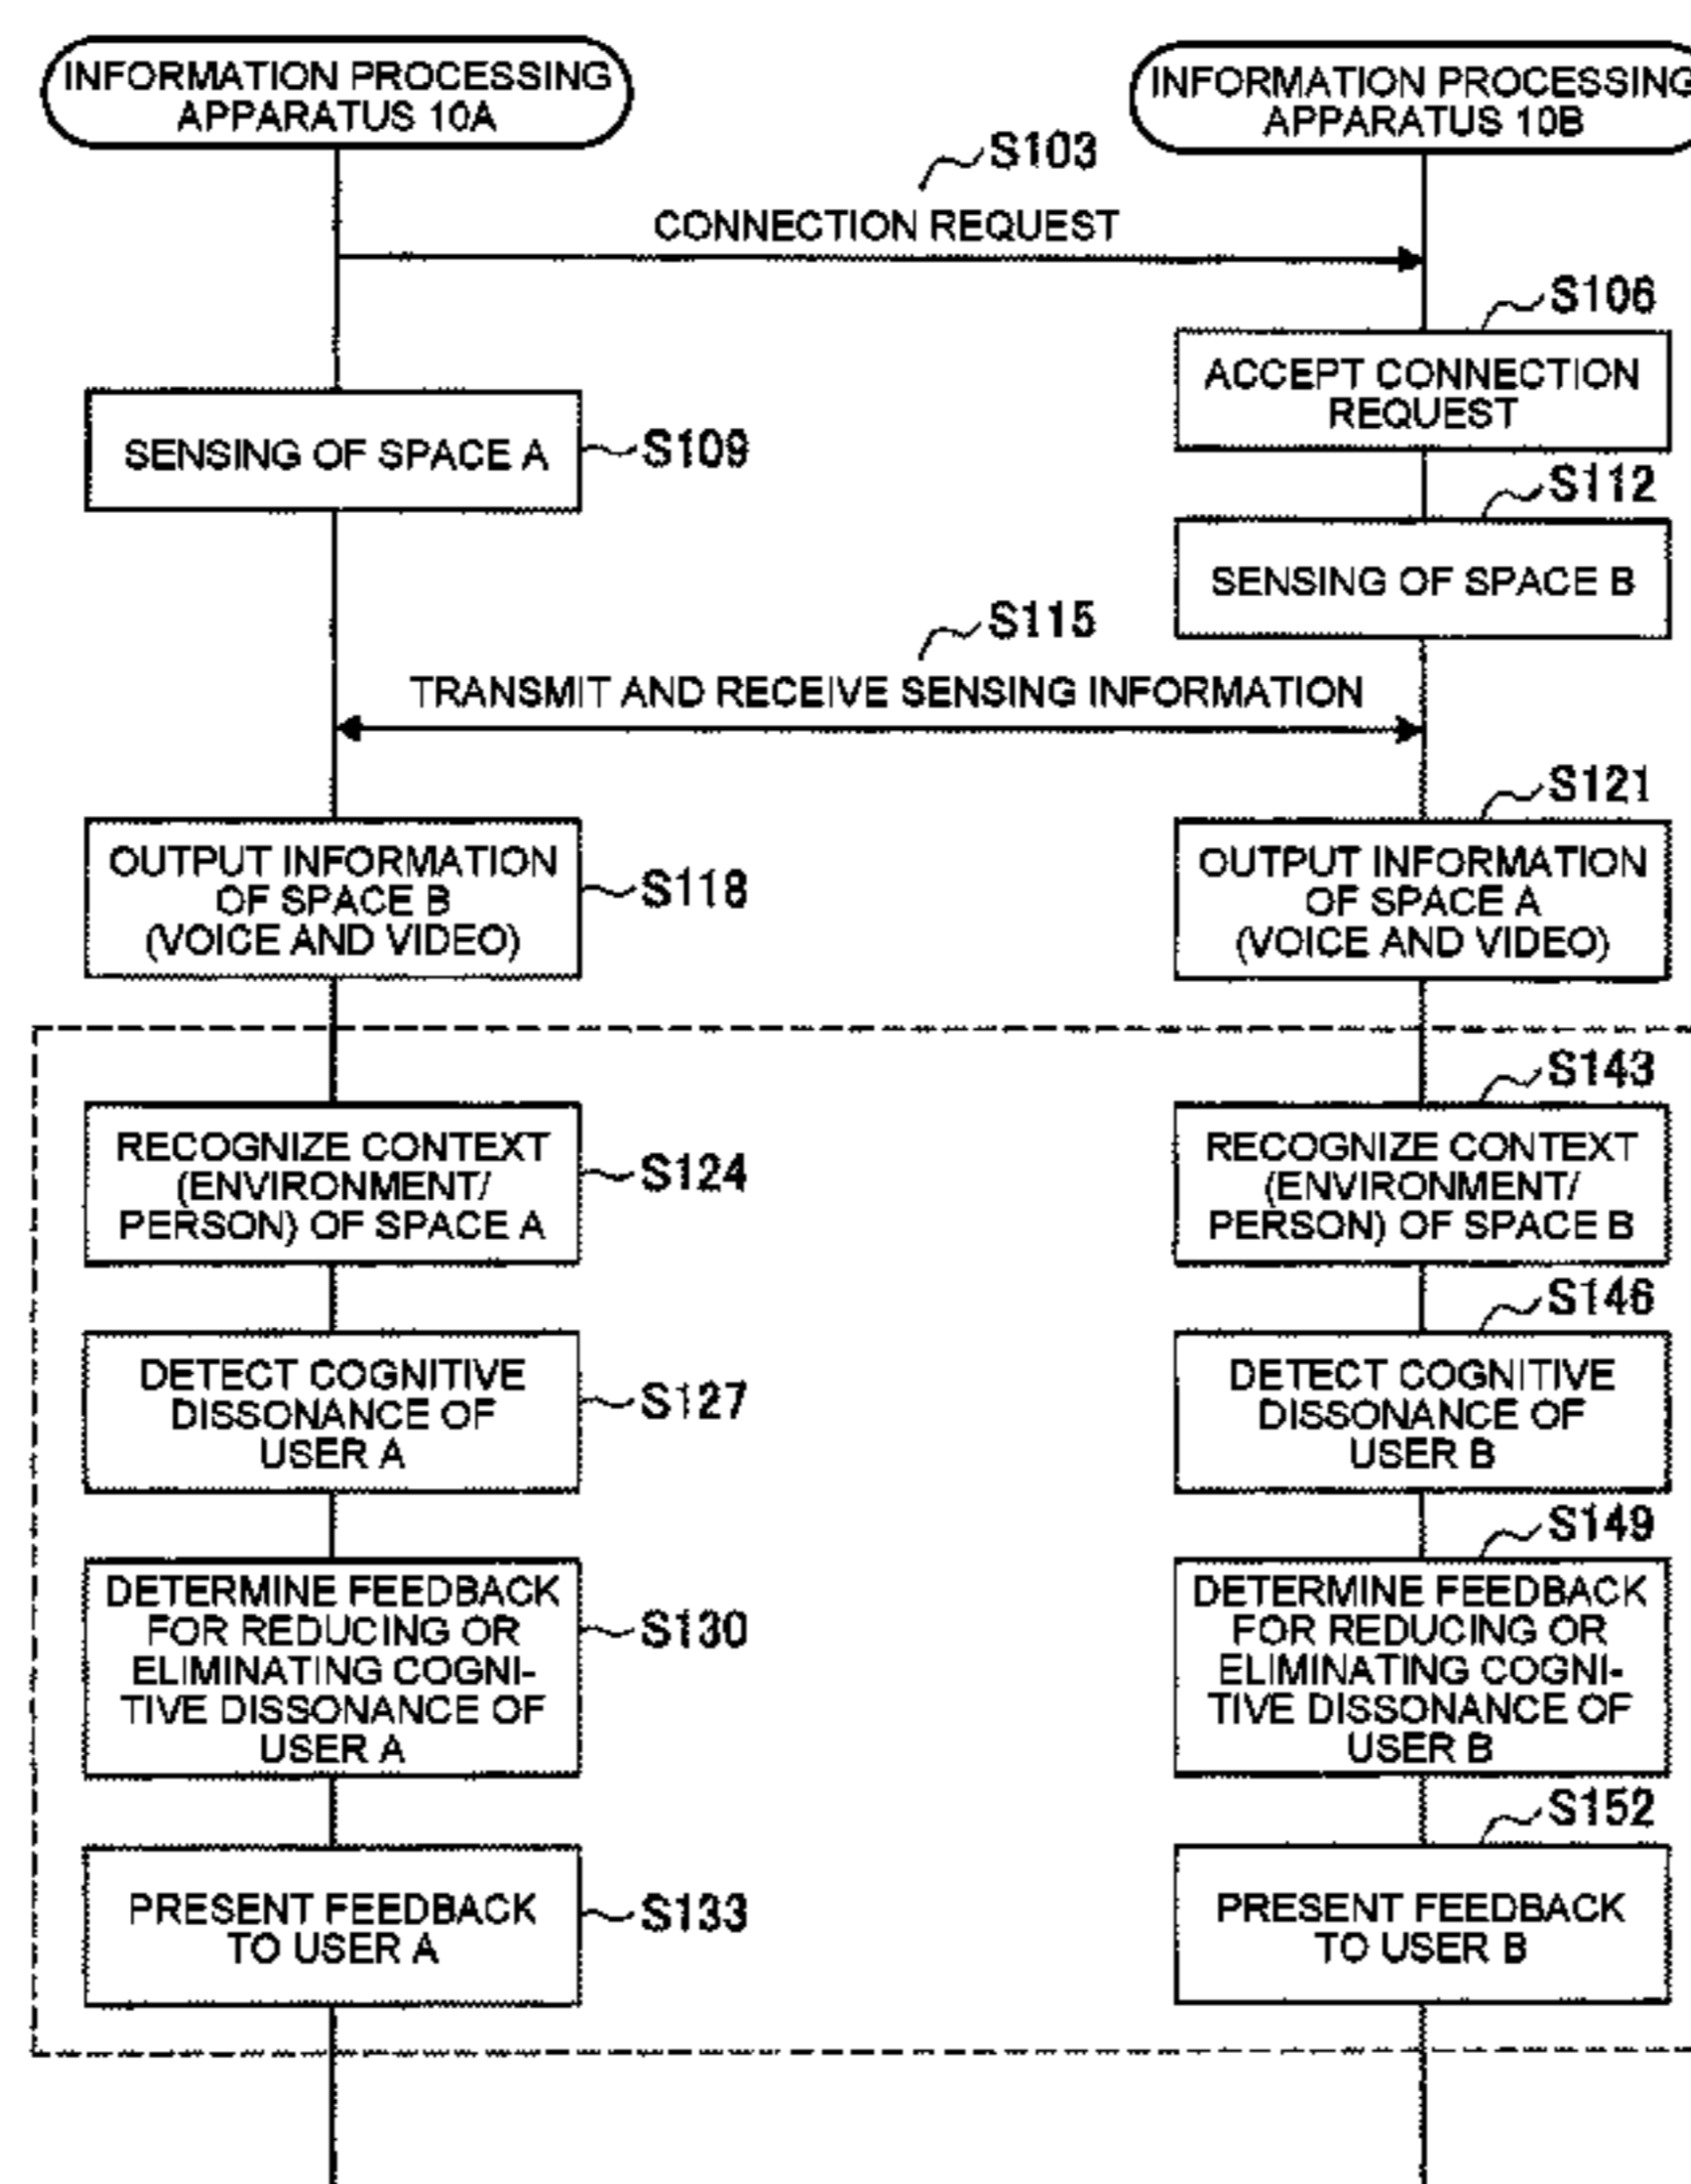 INFORMATION PROCESSING
APPARATUS 10A
INFORMATION PROCESSING
APPARATUS 10B
S103
CONNECTION REQUEST
S106
ACCEPT CONNECTION
REQUEST
SENSING OF SPACE A
S109
S112
SENSING OF SPACE B
S115
TRANSMIT AND RECEIVE SENSING INFORMATION
OUTPUT INFORMATION
OF SPACE B
(VOICE AND VIDEO)
S118
S121
OUTPUT INFORMATION
OF SPACE A
(VOICE AND VIDEO)
RECOGNIZE CONTEXT
(ENVIRONMENT/
PERSON) OF SPACE A
S124
S143
RECOGNIZE CONTEXT
(ENVIRONMENT/
PERSON) OF SPACE B
DETECT COGNITIVE
DISSONANCE OF
USER A
S127
S146
DETECT COGNITIVE
DISSONANCE OF
USER B
DETERMINE FEEDBACK
FOR REDUCING OR
ELIMINATING COGNI-
TIVE DISSONANCE OF
USER A
S130
S149
DETERMINE FEEDBACK
FOR REDUCING OR
ELIMINATING COGNI-
TIVE DISSONANCE OF
USER B
PRESENT FEEDBACK
TO USER A
S133
S152
PRESENT FEEDBACK
TO USER B